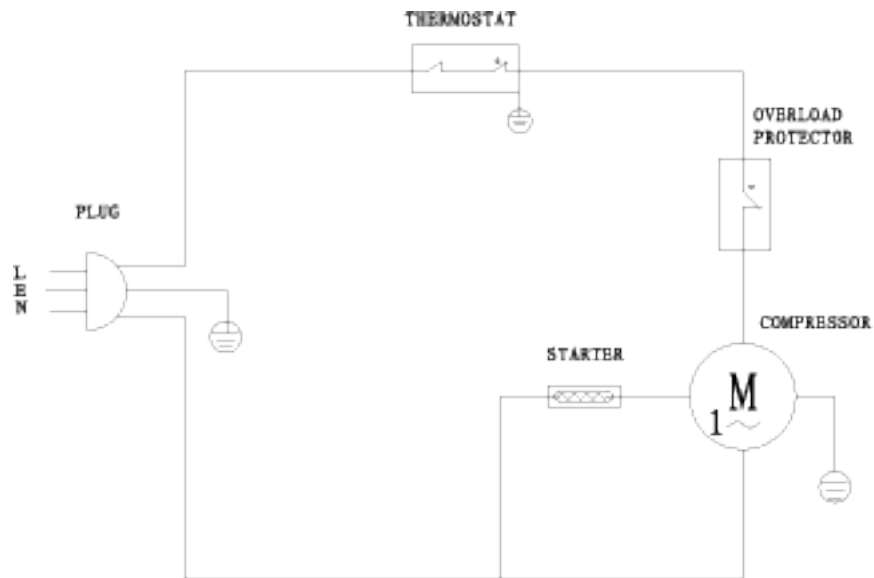 THERMOSTAT
OVERLOAD
PROTECTOR
PLUG
L
E
N
COMPRESSOR
STARTER
M
1~